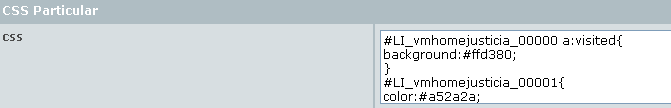 CSS Particular
css
#LI_vmhomejusticia_00000 a:visited{
background:#ffd380;
}
#LI_vmhomejusticia_00001{
color:#a52a2a;